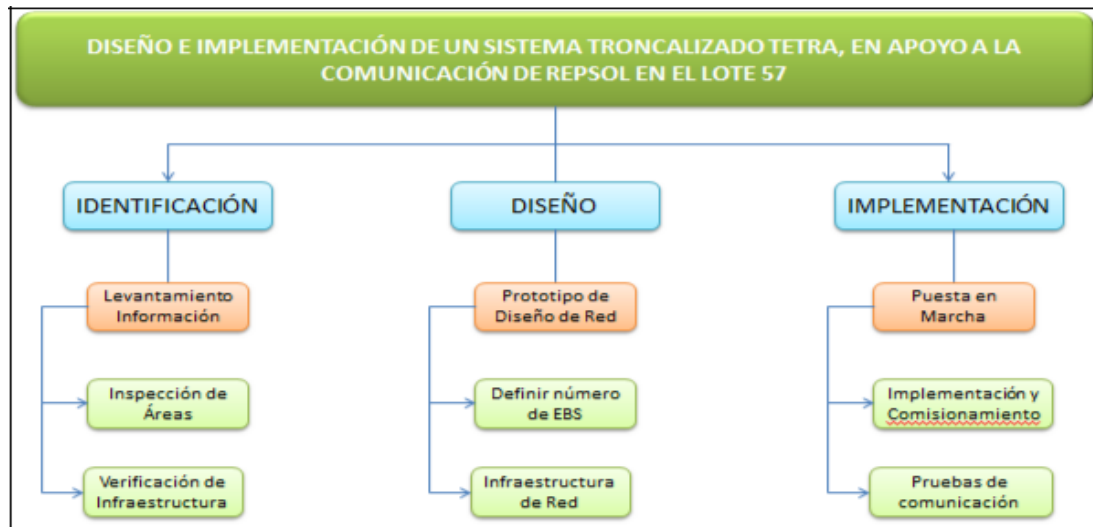 DISEÑO E IMPLEMENTACIÓN DE UN SISTEMA TRONCALIZADO TETRA, EN APOYO A LA
COMUNICACIÓN DE REPSOL EN EL LOTE 57
IDENTIFICACIÓN
Levantamiento
Información
Inspección de
Áreas
Verificación de
Infraestructura
DISEÑO
Prototipo de
Diseño de Red
Definir número
de EBS
Infraestructura
de Red
IMPLEMENTACIÓN
Puesta en
Marcha
Implementación y
Comisionamiento
Pruebas de
comunicación